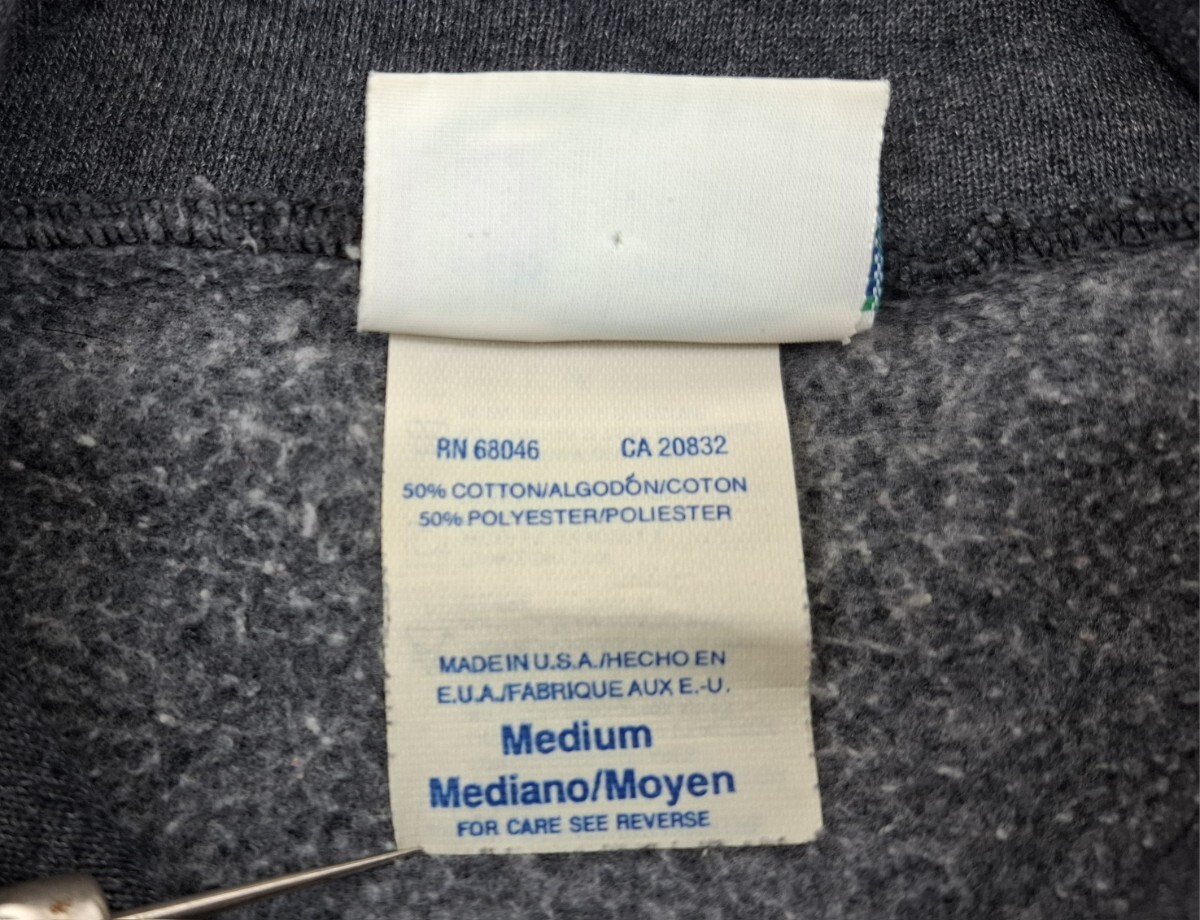 RN 68046 CA 20832
50% COTTON/ALGODÓN/COTON
50% POLYESTER/POLIESTER
MADE IN U.S.A./HECHO EN
E.U.A./FABRIQUE AUX E.-U.
Medium
Mediano/Moyen
FOR CARE SEE REVERSE